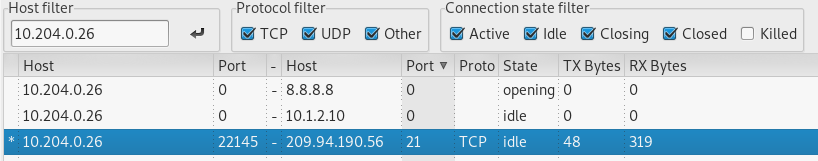 Host filter Protocol filter Connection state filter
10.204.0.26 TCP UDP Other Active Idle Closing Closed Killed
Host Port - Host Port Proto State TX Bytes RX Bytes
10.204.0.26 0 - 8.8.8.8 0 opening 0 0
10.204.0.26 0 - 10.1.2.10 0 idle 0 0
* 10.204.0.26 22145 - 209.94.190.56 21 TCP idle 48 319